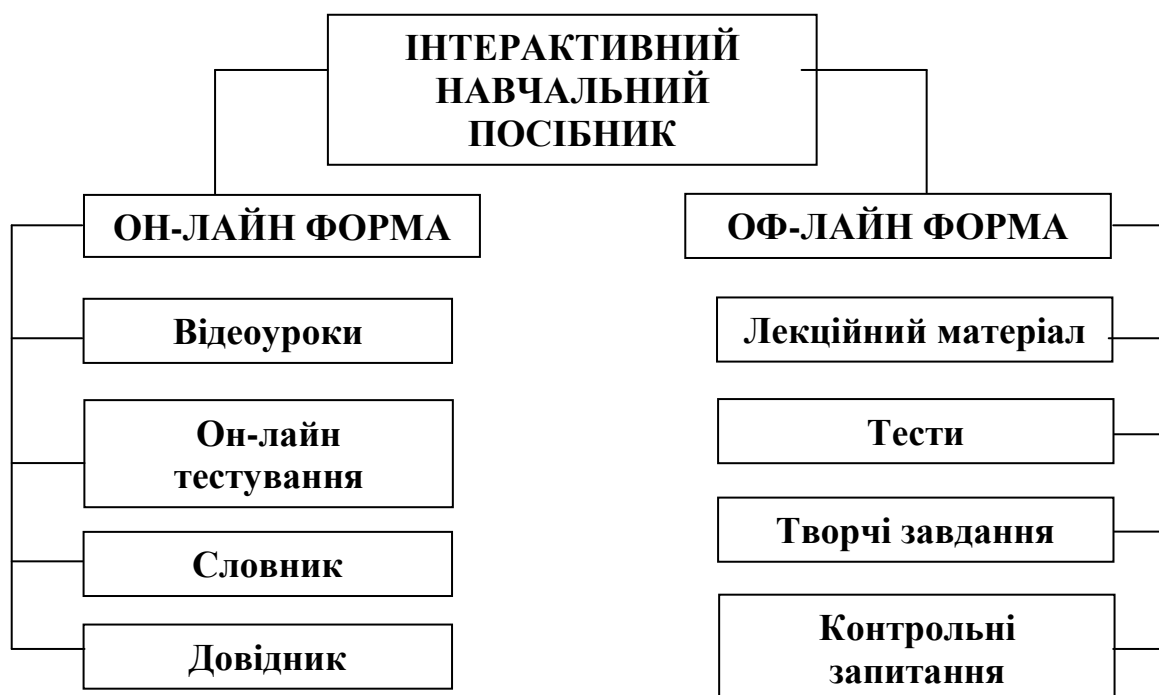 ІНТЕРАКТИВНИЙ
НАВЧАЛЬНИЙ
ПОСІБНИК
ОН-ЛАЙН ФОРМА
Відеоуроки
Он-лайн
тестування
Словник
Довідник
ОФ-ЛАЙН ФОРМА
Лекційний матеріал
Тести
Творчі завдання
Контрольні
запитання